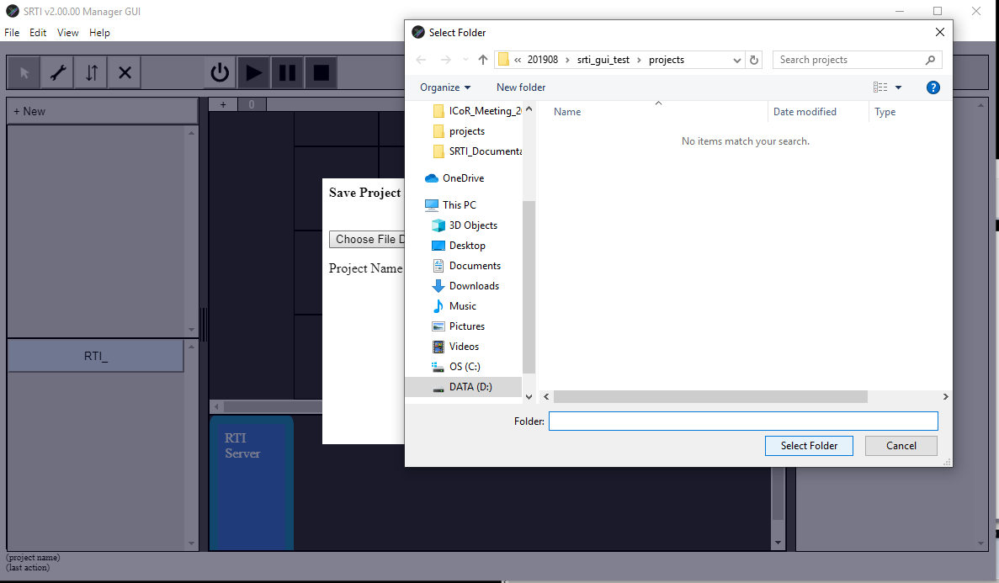 SRTI v2.00.00 Manager GUI
File Edit View Help
Select Folder
« 201908 › srti_gui_test › projects
Search projects
Organize
New folder
?
+ New
+ 0
ICoR_Meeting_2
projects
SRTI_Documenta
OneDrive
This PC
3D Objects
Desktop
Documents
Downloads
Music
Pictures
Videos
OS (C:)
DATA (D:)
Name Date modified Type
No items match your search.
Save Project
Choose File D
Project Name
RTI_
RTI
Server
Folder:
Select Folder Cancel
(project name)
(last action)